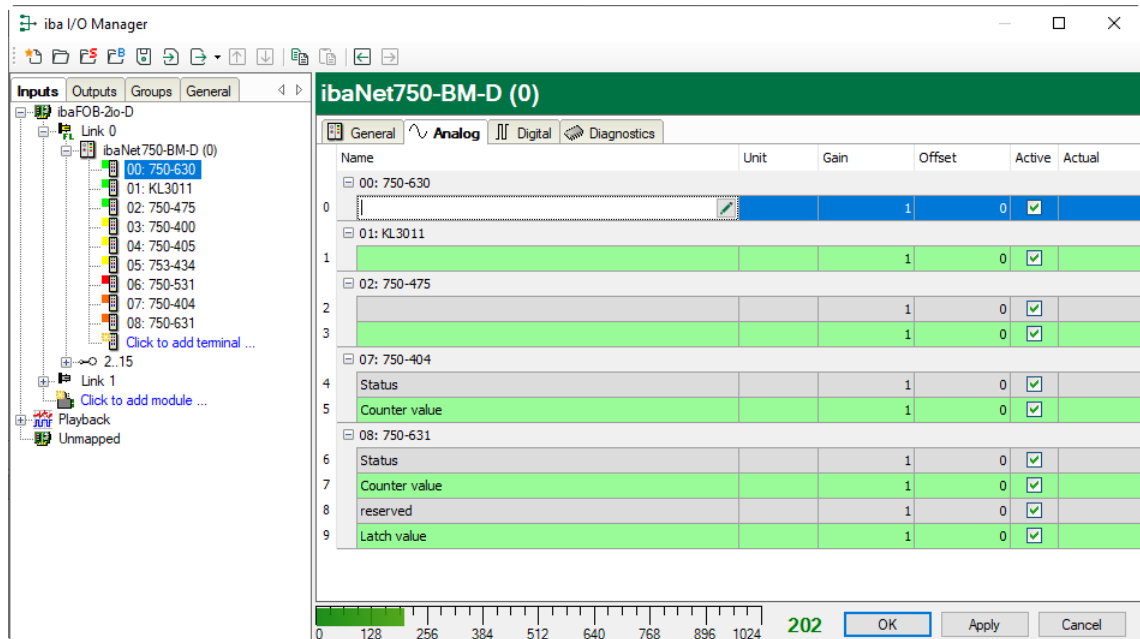 iba I/O Manager
Inputs Outputs Groups General
ibaFOB-2io-D
Link 0
ibaNet750-BM-D (0)
00: 750-630
01: KL3011
02: 750-475
03: 750-400
04: 750-405
05: 753-434
06: 750-531
07: 750-404
08: 750-631
Click to add terminal ...
2..15
Link 1
Click to add module ...
Playback
Unmapped
ibaNet750-BM-D (0)
General Analog Digital Diagnostics
Name Unit Gain Offset Active Actual
00: 750-630
0 1 0
01: KL3011
1 1 0
02: 750-475
2 1 0
3 1 0
07: 750-404
4 Status 1 0
5 Counter value 1 0
08: 750-631
6 Status 1 0
7 Counter value 1 0
8 reserved 1 0
9 Latch value 1 0
0 128 256 384 512 640 768 896 1024
202 OK Apply Cancel